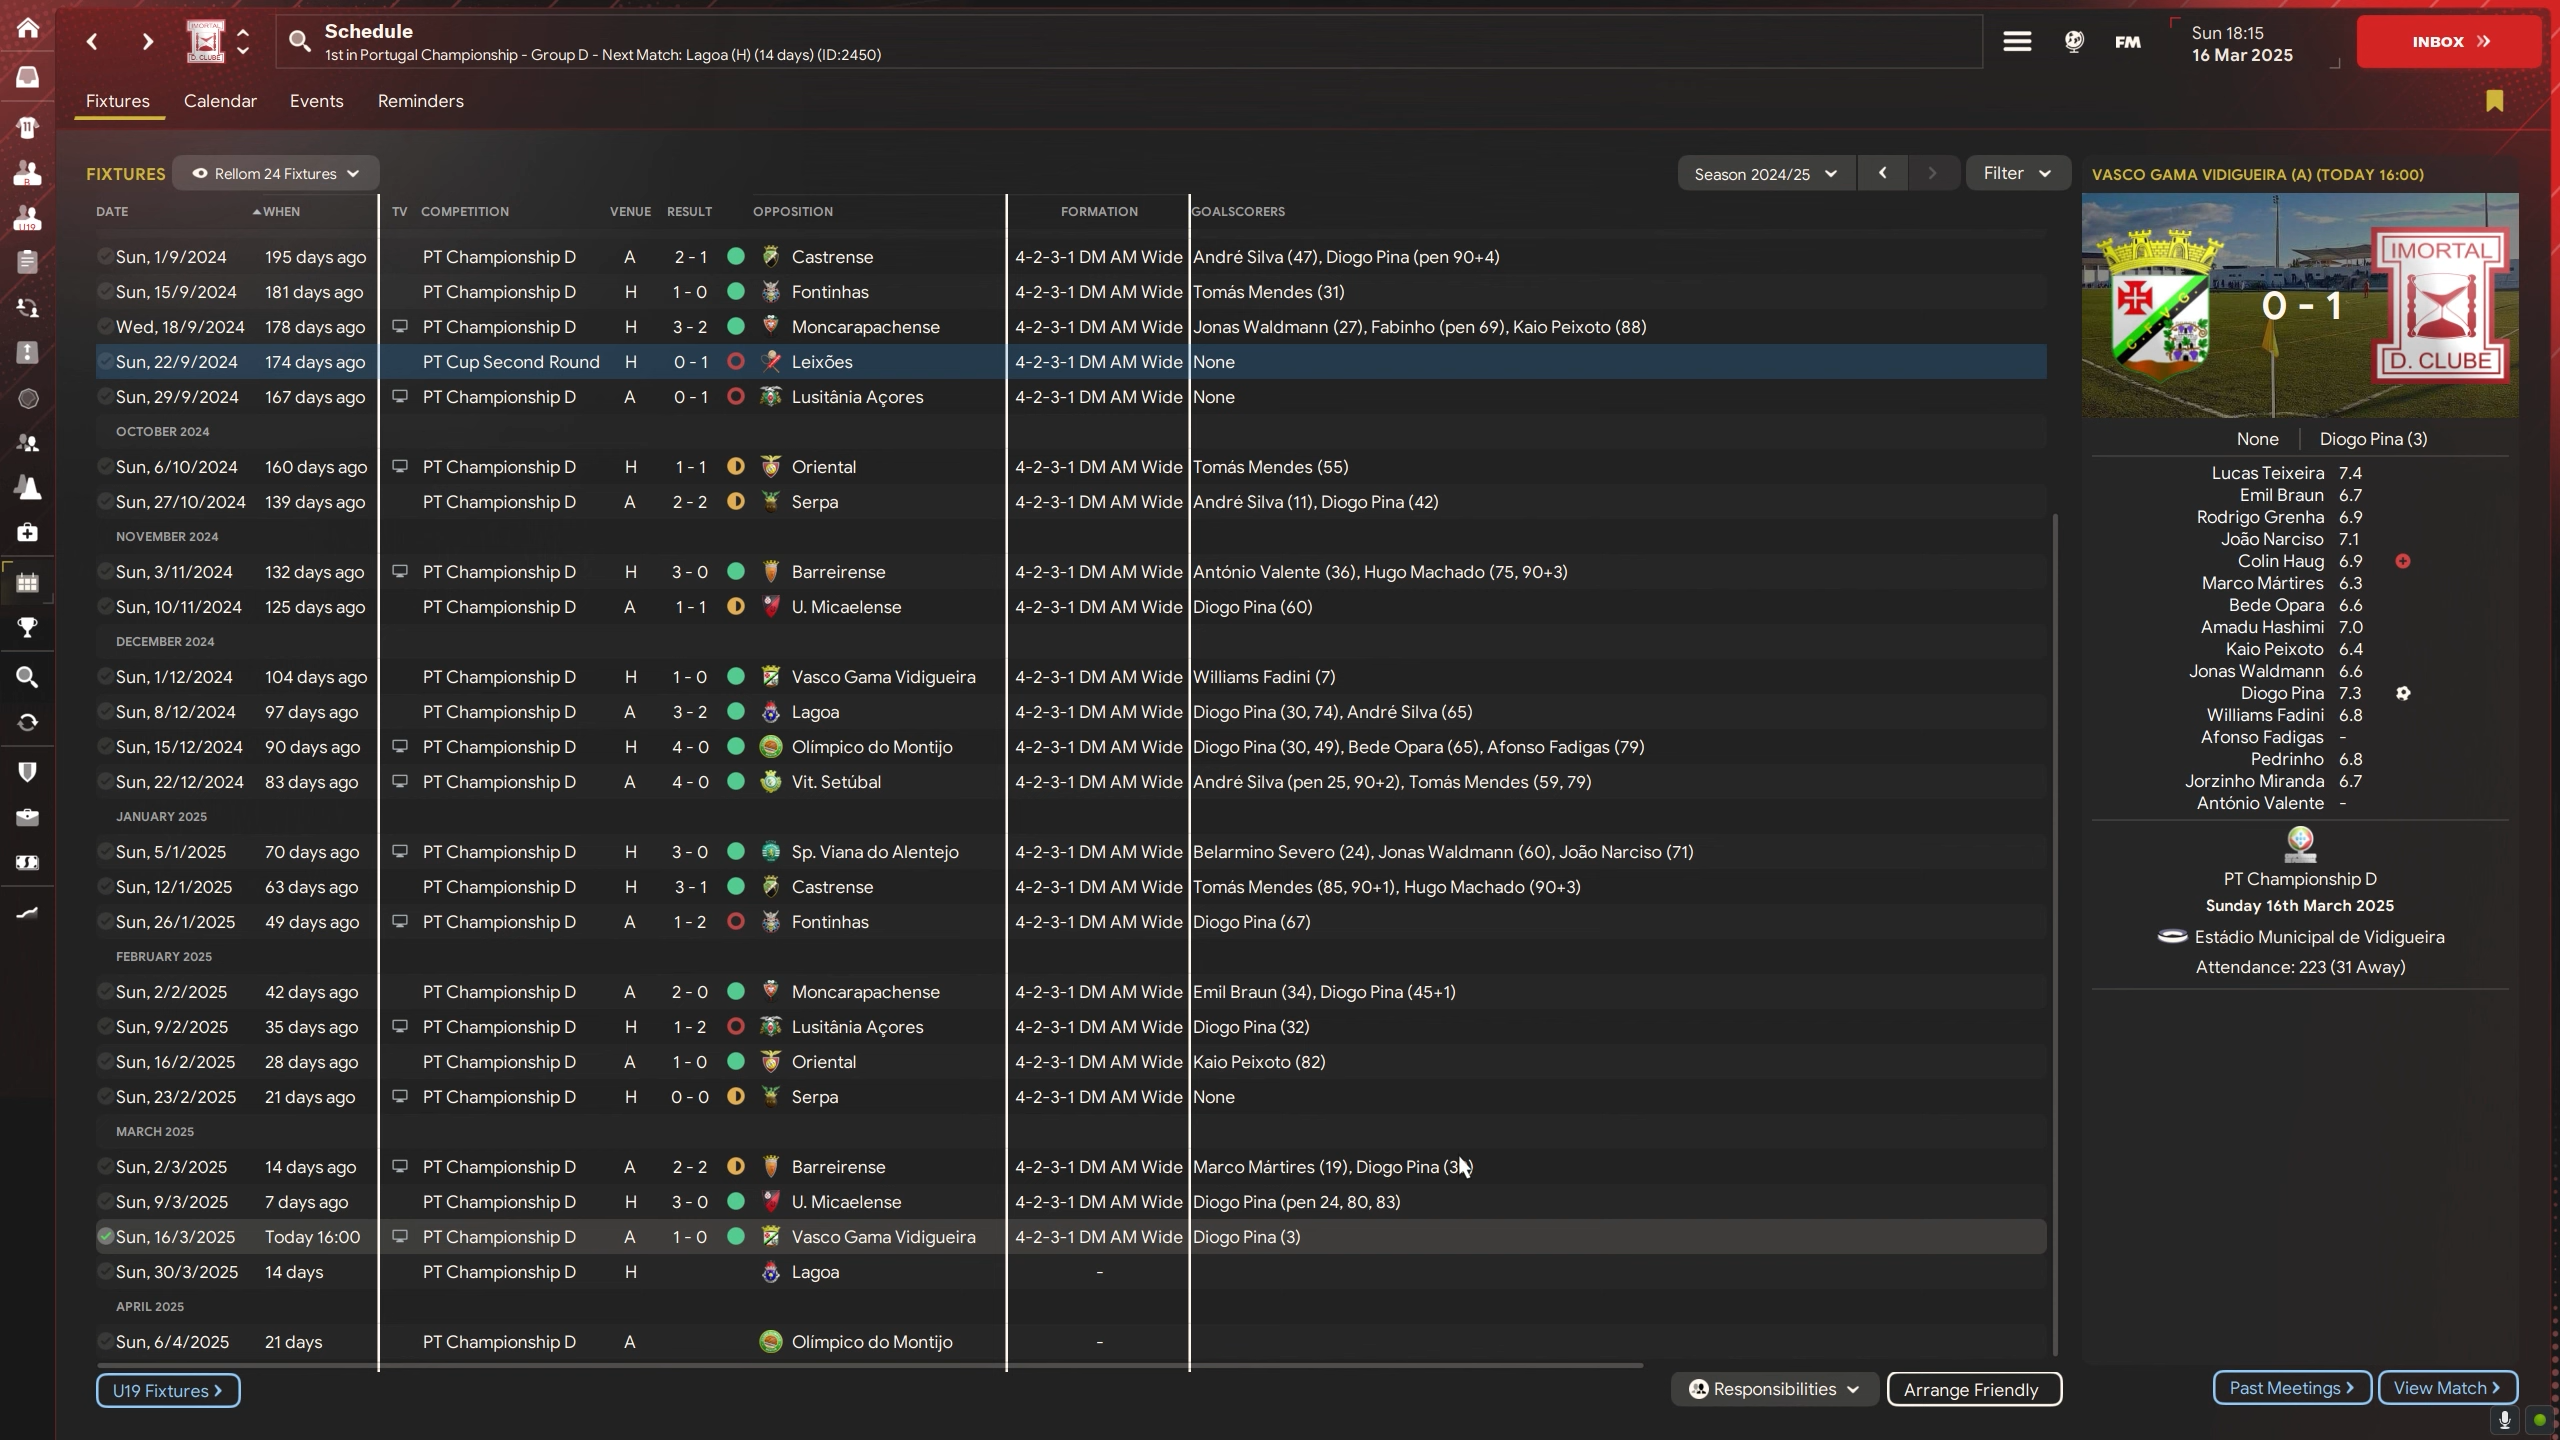 Schedule
1st in Portugal Championship - Group D - Next Match: Lagoa (H) (14 days) (ID:2450)
FM
Sun 18:15
16 Mar 2025
INBOX
Fixtures Calendar Events Reminders
FIXTURES Rellom 24 Fixtures Season 2024/25 Filter
DATE WHEN TV COMPETITION VENUE RESULT OPPOSITION FORMATION GOALSCORERS
Sun, 1/9/2024 195 days ago PT Championship D A 2 - 1 Castrense 4-2-3-1 DM AM Wide André Silva (47), Diogo Pina (pen 90+4)
Sun, 15/9/2024 181 days ago PT Championship D H 1 - 0 Fontinhas 4-2-3-1 DM AM Wide Tomás Mendes (31)
Wed, 18/9/2024 178 days ago PT Championship D H 3 - 2 Moncarapachense 4-2-3-1 DM AM Wide Jonas Waldmann (27), Fabinho (pen 69), Kaio Peixoto (88)
Sun, 22/9/2024 174 days ago PT Cup Second Round H 0 - 1 Leixões 4-2-3-1 DM AM Wide None
Sun, 29/9/2024 167 days ago PT Championship D A 0 - 1 Lusitânia Açores 4-2-3-1 DM AM Wide None
OCTOBER 2024
Sun, 6/10/2024 160 days ago PT Championship D H 1 - 1 Oriental 4-2-3-1 DM AM Wide Tomás Mendes (55)
Sun, 27/10/2024 139 days ago PT Championship D A 2 - 2 Serpa 4-2-3-1 DM AM Wide André Silva (11), Diogo Pina (42)
NOVEMBER 2024
Sun, 3/11/2024 132 days ago PT Championship D H 3 - 0 Barreirense 4-2-3-1 DM AM Wide António Valente (36), Hugo Machado (75, 90+3)
Sun, 10/11/2024 125 days ago PT Championship D A 1 - 1 U. Micaelense 4-2-3-1 DM AM Wide Diogo Pina (60)
DECEMBER 2024
Sun, 1/12/2024 104 days ago PT Championship D H 1 - 0 Vasco Gama Vidigueira 4-2-3-1 DM AM Wide Williams Fadini (7)
Sun, 8/12/2024 97 days ago PT Championship D A 3 - 2 Lagoa 4-2-3-1 DM AM Wide Diogo Pina (30, 74), André Silva (65)
Sun, 15/12/2024 90 days ago PT Championship D H 4 - 0 Olímpico do Montijo 4-2-3-1 DM AM Wide Diogo Pina (30, 49), Bede Opara (65), Afonso Fadigas (79)
Sun, 22/12/2024 83 days ago PT Championship D A 4 - 0 Vit. Setúbal 4-2-3-1 DM AM Wide André Silva (pen 25, 90+2), Tomás Mendes (59, 79)
JANUARY 2025
Sun, 5/1/2025 70 days ago PT Championship D H 3 - 0 Sp. Viana do Alentejo 4-2-3-1 DM AM Wide Belarmino Severo (24), Jonas Waldmann (60), João Narciso (71)
Sun, 12/1/2025 63 days ago PT Championship D H 3 - 1 Castrense 4-2-3-1 DM AM Wide Tomás Mendes (85, 90+1), Hugo Machado (90+3)
Sun, 26/1/2025 49 days ago PT Championship D A 1 - 2 Fontinhas 4-2-3-1 DM AM Wide Diogo Pina (67)
FEBRUARY 2025
Sun, 2/2/2025 42 days ago PT Championship D A 2 - 0 Moncarapachense 4-2-3-1 DM AM Wide Emil Braun (34), Diogo Pina (45+1)
Sun, 9/2/2025 35 days ago PT Championship D H 1 - 2 Lusitânia Açores 4-2-3-1 DM AM Wide Diogo Pina (32)
Sun, 16/2/2025 28 days ago PT Championship D A 1 - 0 Oriental 4-2-3-1 DM AM Wide Kaio Peixoto (82)
Sun, 23/2/2025 21 days ago PT Championship D H 0 - 0 Serpa 4-2-3-1 DM AM Wide None
MARCH 2025
Sun, 2/3/2025 14 days ago PT Championship D A 2 - 2 Barreirense 4-2-3-1 DM AM Wide Marco Mártires (19), Diogo Pina
Sun, 9/3/2025 7 days ago PT Championship D H 3 - 0 U. Micaelense 4-2-3-1 DM AM Wide Diogo Pina (pen 24, 80, 83)
Sun, 16/3/2025 Today 16:00 PT Championship D A 1 - 0 Vasco Gama Vidigueira 4-2-3-1 DM AM Wide Diogo Pina (3)
Sun, 30/3/2025 14 days PT Championship D H Lagoa -
APRIL 2025
Sun, 6/4/2025 21 days PT Championship D A Olímpico do Montijo -
U19 Fixtures Responsibilities Arrange Friendly
VASCO GAMA VIDIGUEIRA (A) (TODAY 16:00)
IMORTAL
0 - 1
D. CLUBE
None Diogo Pina (3)
Lucas Teixeira 7.4
Emil Braun 6.7
Rodrigo Grenha 6.9
João Narciso 7.1
Colin Haug 6.9
Marco Mártires 6.3
Bede Opara 6.6
Amadu Hashimi 7.0
Kaio Peixoto 6.4
Jonas Waldmann 6.6
Diogo Pina 7.3
Williams Fadini 6.8
Afonso Fadigas -
Pedrinho 6.8
Jorzinho Miranda 6.7
António Valente -
PT Championship D
Sunday 16th March 2025
Estádio Municipal de Vidigueira
Attendance: 223 (31 Away)
Past Meetings View Match